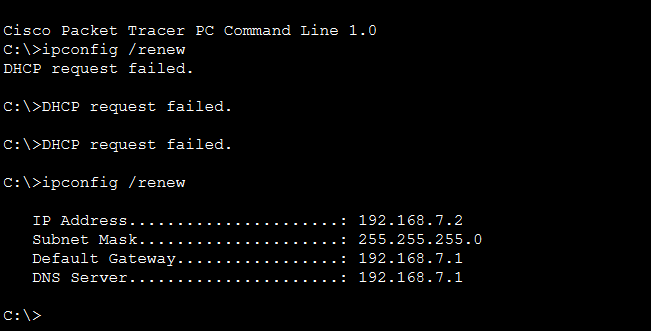 Cisco Packet Tracer PC Command Line 1.0
C:\>ipconfig /renew
DHCP request failed.
C:\>DHCP request failed.
C:\>DHCP request failed.
C:\>ipconfig /renew
IP Address......................: 192.168.7.2
Subnet Mask.....................: 255.255.255.0
Default Gateway.................: 192.168.7.1
DNS Server......................: 192.168.7.1
C:\>